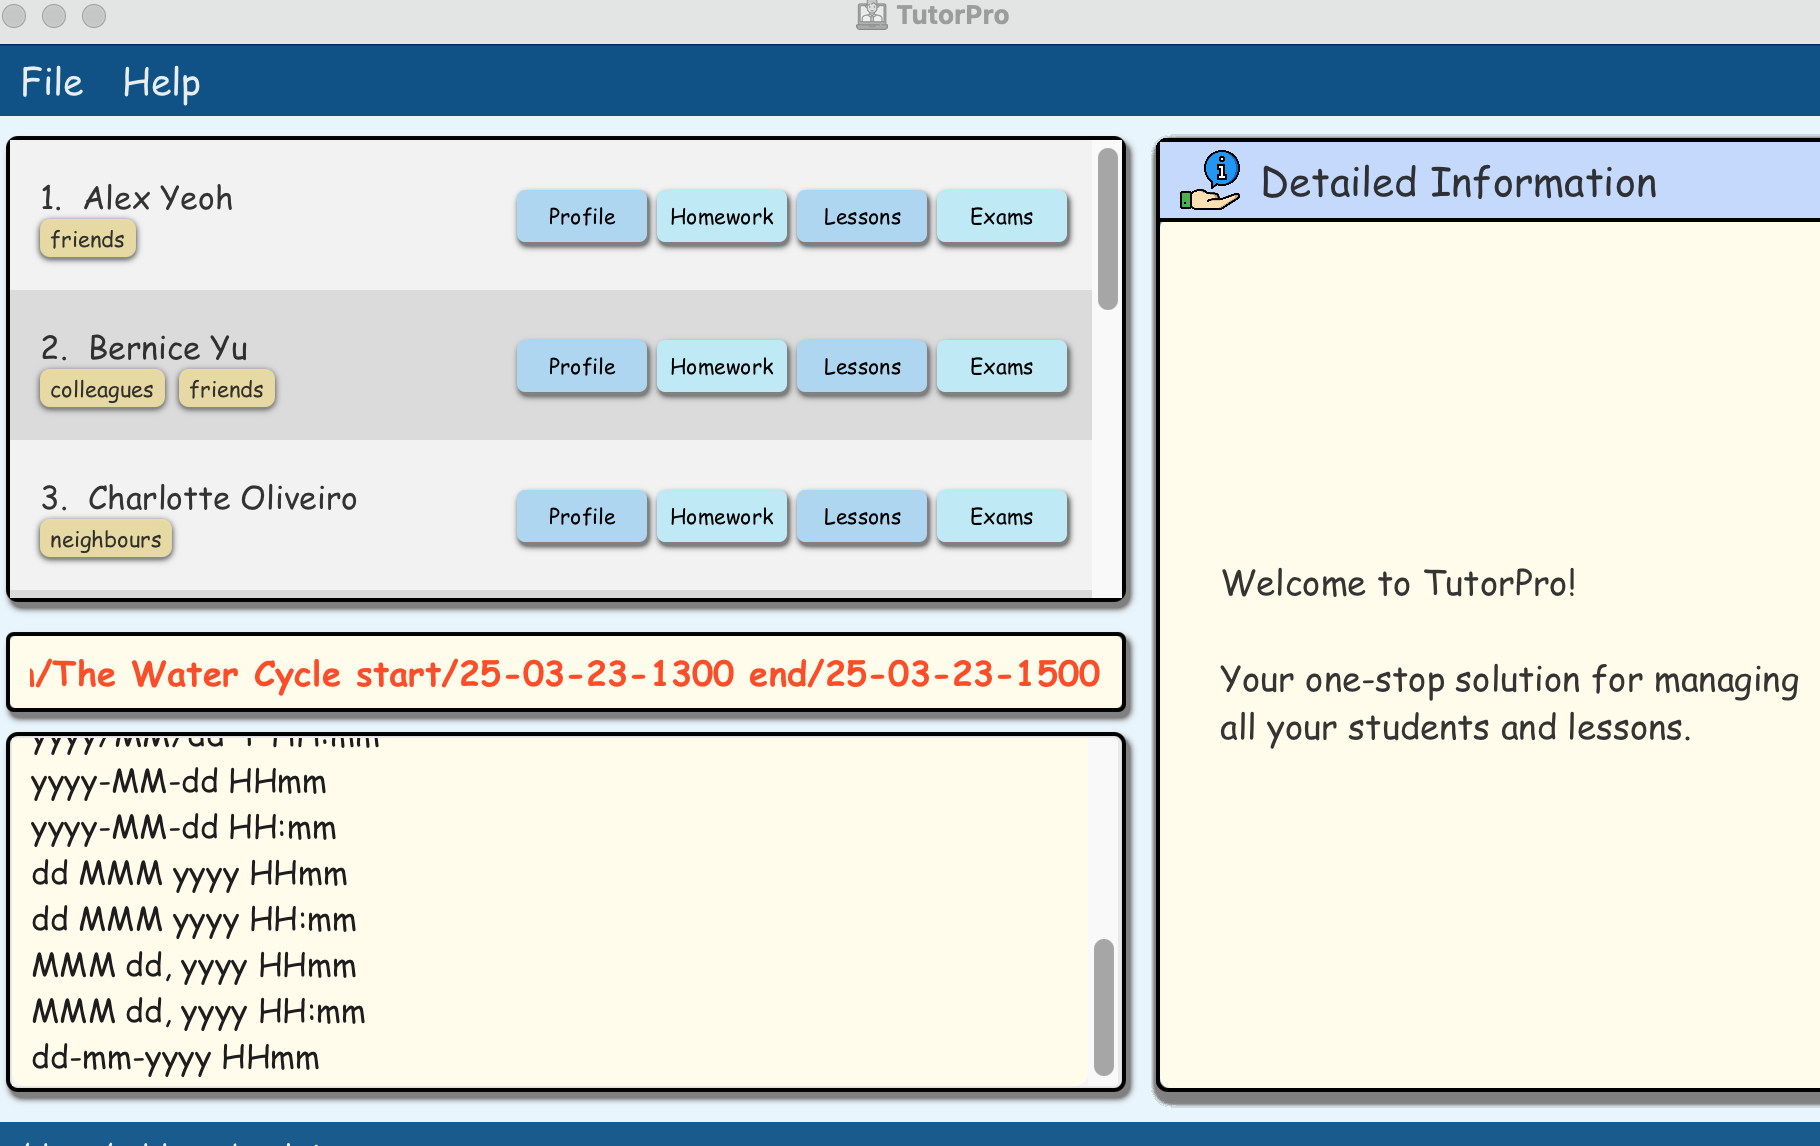 TutorPro
File Help
1. Alex Yeoh
friends
Profile Homework Lessons Exams
2. Bernice Yu
colleagues friends
Profile Homework Lessons Exams
3. Charlotte Oliveiro
neighbours
Profile Homework Lessons Exams
/The Water Cycle start/25-03-23-1300 end/25-03-23-1500
yyyy-MM-dd HHmm
yyyy-MM-dd HH:mm
dd MMM yyyy HHmm
dd MMM yyyy HH:mm
MMM dd, yyyy HHmm
MMM dd, yyyy HH:mm
dd-mm-yyyy HHmm
Detailed Information
Welcome to TutorPro!
Your one-stop solution for managing
all your students and lessons.